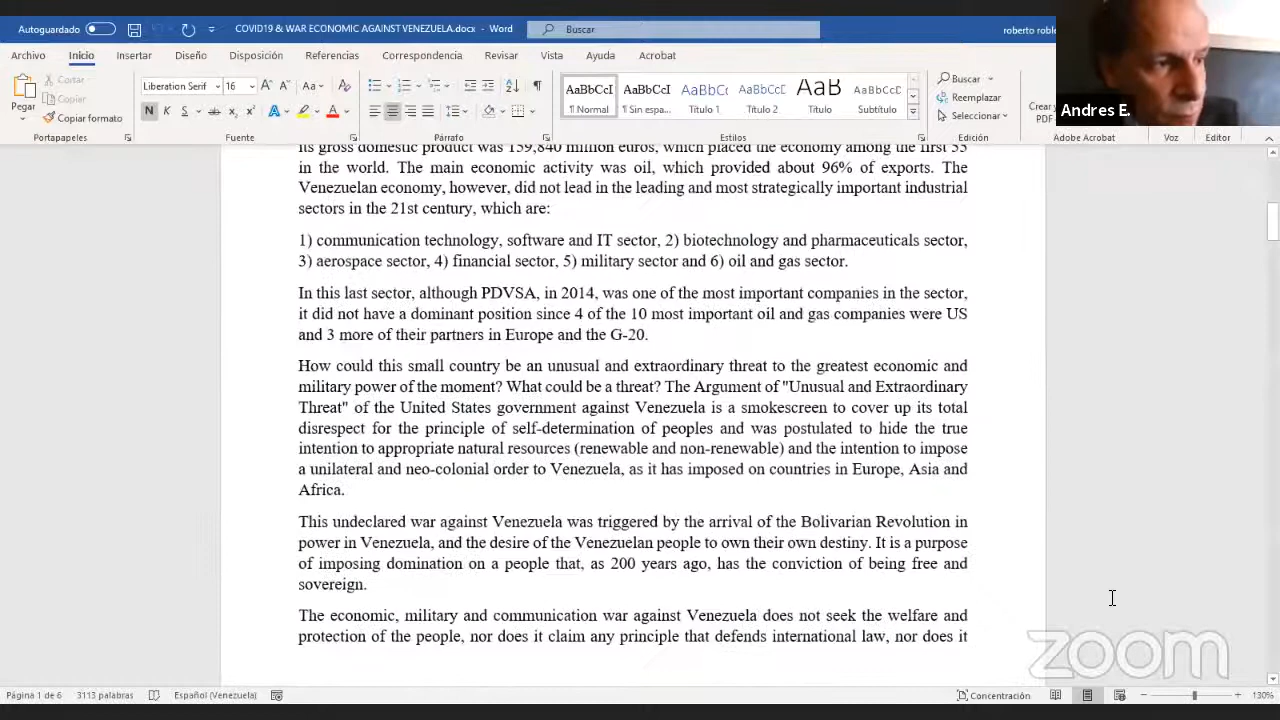 Autoguardado
COVID19 & WAR ECONOMIC AGAINST VENEZUELA.docx - Word
Buscar
roberto
Archivo Inicio Insertar Diseño Disposición Referencias Correspondencia Revisar Vista Ayuda Acrobat
Pegar
Cortar
Copiar
Copiar formato
Liberation Serif 16
N K S
AaBbCcI AaBbCcI AaBbCcI AaBbCcD AaB AaBbCcD
¶ Normal ¶ Sin espa... Título 1 Título 2 Título Subtítulo
Buscar
Reemplazar
Seleccionar
Crear y
PDF
Portapapeles Fuente Párrafo Estilos Edición Adobe Acrobat Voz Editor
Andres E.
its gross domestic product was 159,840 million euros, which placed the economy among the first 55
in the world. The main economic activity was oil, which provided about 96% of exports. The
Venezuelan economy, however, did not lead in the leading and most strategically important industrial
sectors in the 21st century, which are:
1) communication technology, software and IT sector, 2) biotechnology and pharmaceuticals sector,
3) aerospace sector, 4) financial sector, 5) military sector and 6) oil and gas sector.
In this last sector, although PDVSA, in 2014, was one of the most important companies in the sector,
it did not have a dominant position since 4 of the 10 most important oil and gas companies were US
and 3 more of their partners in Europe and the G-20.
How could this small country be an unusual and extraordinary threat to the greatest economic and
military power of the moment? What could be a threat? The Argument of "Unusual and Extraordinary
Threat" of the United States government against Venezuela is a smokescreen to cover up its total
disrespect for the principle of self-determination of peoples and was postulated to hide the true
intention to appropriate natural resources (renewable and non-renewable) and the intention to impose
a unilateral and neo-colonial order to Venezuela, as it has imposed on countries in Europe, Asia and
Africa.
This undeclared war against Venezuela was triggered by the arrival of the Bolivarian Revolution in
power in Venezuela, and the desire of the Venezuelan people to own their own destiny. It is a purpose
of imposing domination on a people that, as 200 years ago, has the conviction of being free and
sovereign.
The economic, military and communication war against Venezuela does not seek the welfare and
protection of the people, nor does it claim any principle that defends international law, nor does it
zoom
Página 1 de 6 3113 palabras Español (Venezuela) Concentración 130%